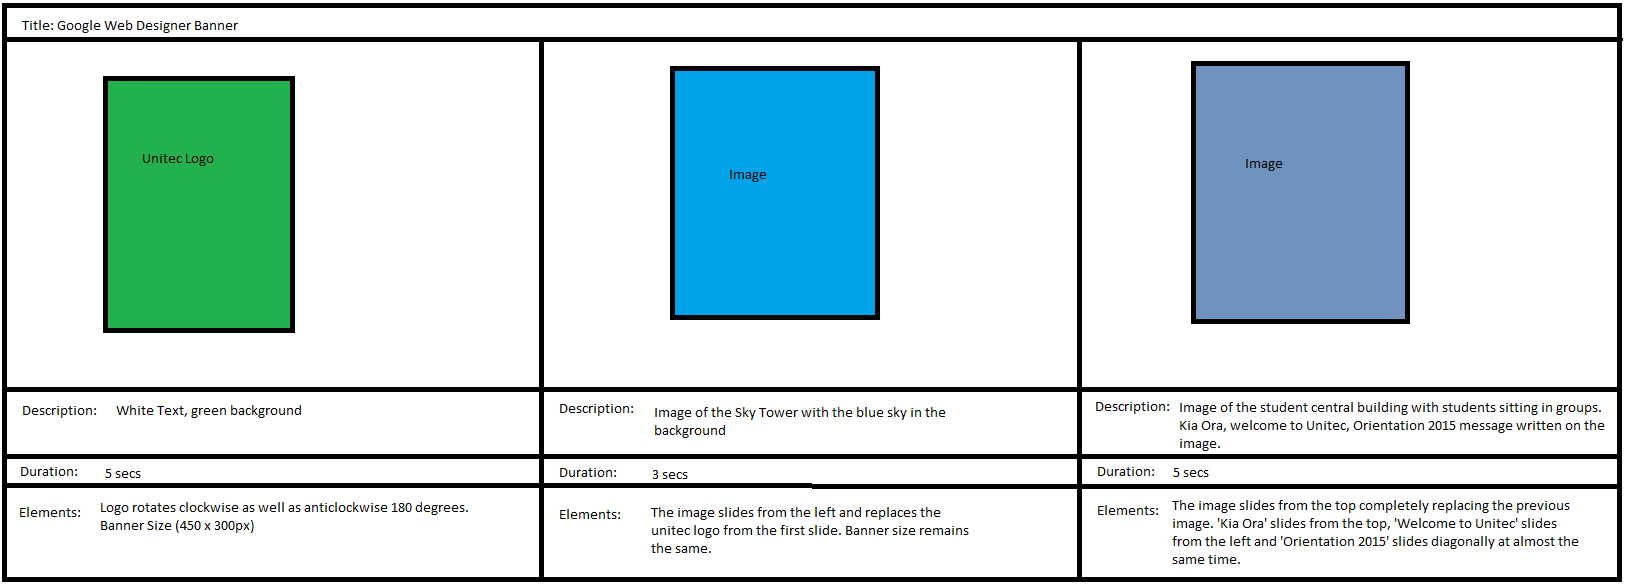 Title: Google Web Designer Banner
Unitec Logo
Image
Image
Description: White Text, green background
Description: Image of the Sky Tower with the blue sky in the
background
Description: Image of the student central building with students sitting in groups.
Kia Ora, welcome to Unitec, Orientation 2015 message written on the
image.
Duration: 5 secs
Duration: 3 secs
Duration: 5 secs
Elements: Logo rotates clockwise as well as anticlockwise 180 degrees.
Banner Size (450 x 300px)
Elements: The image slides from the left and replaces the
unitec logo from the first slide. Banner size remains
the same.
Elements: The image slides from the top completely replacing the previous
image. 'Kia Ora' slides from the top, 'Welcome to Unitec' slides
from the left and 'Orientation 2015' slides diagonally at almost the
same time.